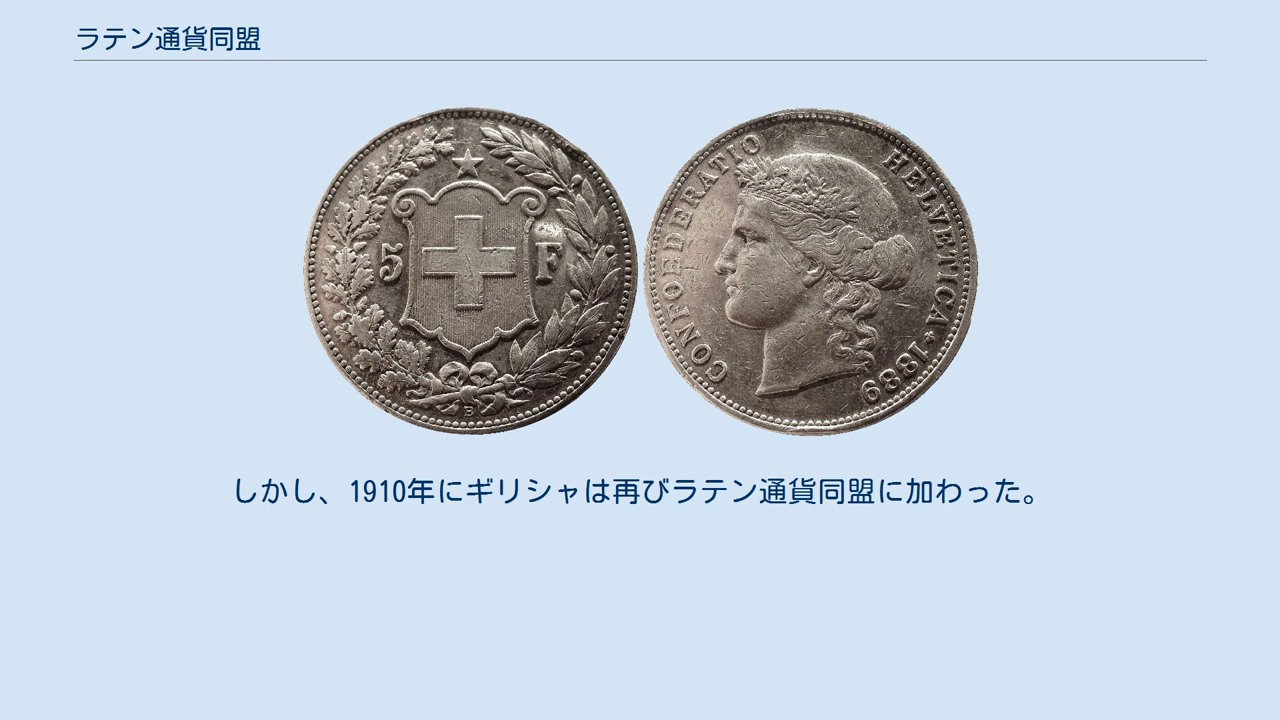 ラテン通貨同盟
5 F
B
CONFOEDERATIO HELVETICA * 1889
しかし、1910年にギリシャは再びラテン通貨同盟に加わった。